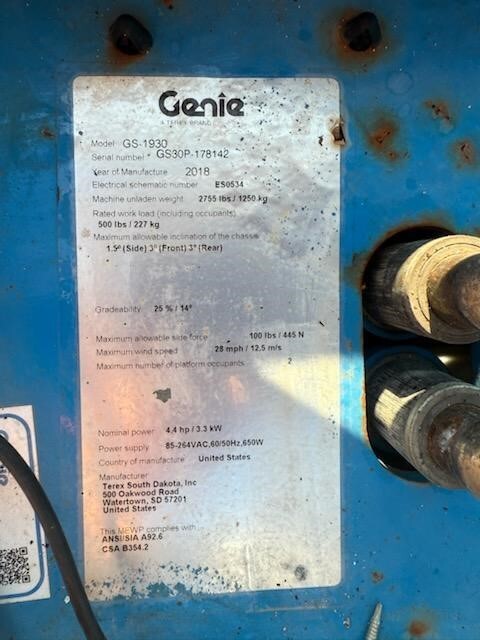 Genie
A TEREX BRAND
Model GS-1930
Serial number GS30P-178142
Year of Manufacture 2018
Electrical schematic number ES0534
Machine unladen weight 2755 lbs / 1250 kg
Rated work load (including occupants)
500 lbs / 227 kg
Maximum allowable inclination of the chassis
1.5° (Side) 3° (Front) 3° (Rear)
Gradeability 25 % / 14°
Maximum allowable side force 100 lbs / 445 N
Maximum wind speed 28 mph / 12.5 m/s
Maximum number of platform occupants 2
Nominal power 4.4 hp / 3.3 kW
Power supply 85-264VAC,60/50Hz,650W
Country of manufacture United States
Manufacturer
Terex South Dakota, Inc
500 Oakwood Road
Watertown, SD 57201
United States
This MEWP complies with:
ANSI/SIA A92.6
CSA B354.2